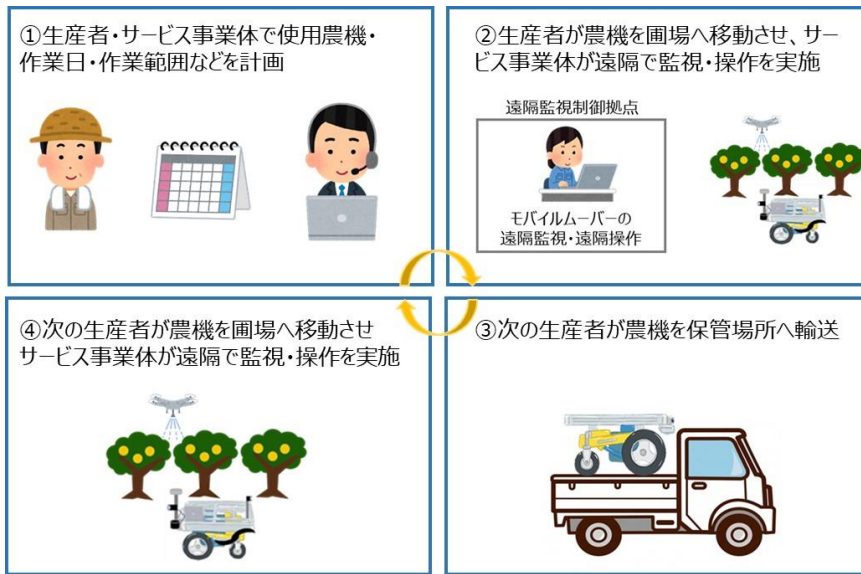 ①生産者・サービス事業体で使用農機・
作業日・作業範囲などを計画
②生産者が農機を圃場へ移動させ、サー
ビス事業体が遠隔で監視・操作を実施
遠隔監視制御拠点
モバイルムーバーの
遠隔監視・遠隔操作
③次の生産者が農機を保管場所へ輸送
④次の生産者が農機を圃場へ移動させ
サービス事業体が遠隔で監視・操作を実施